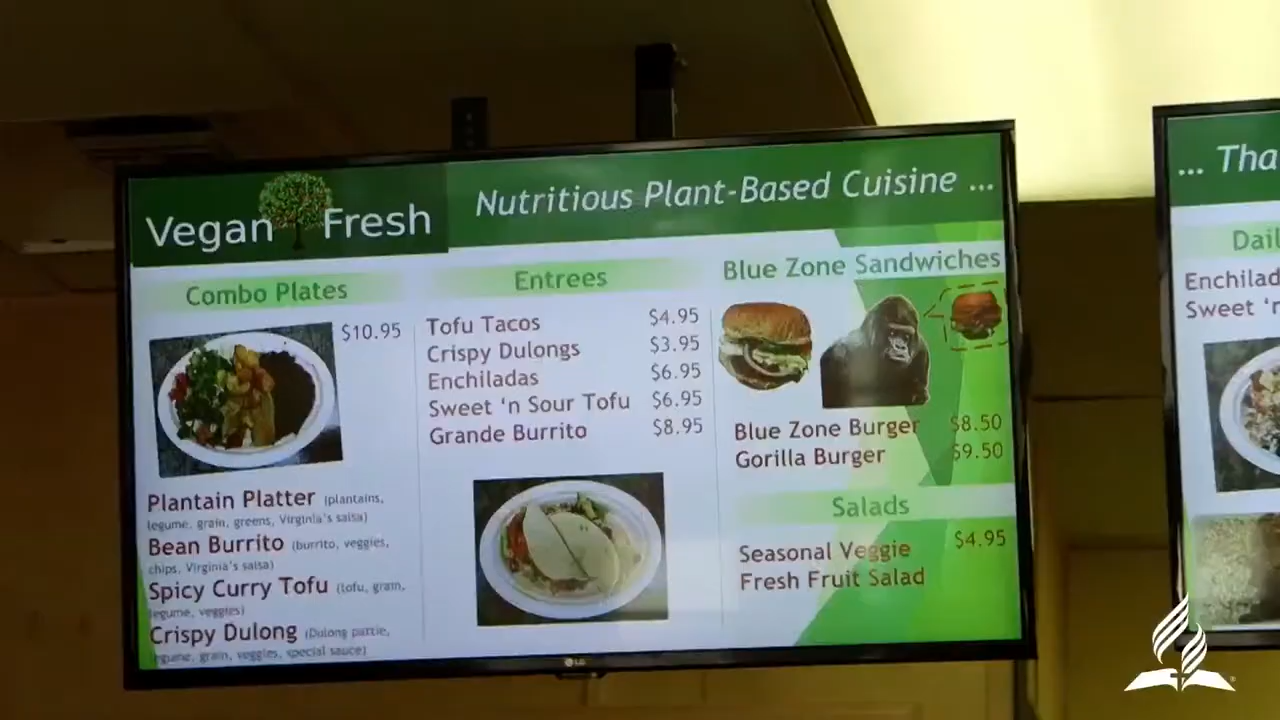 Vegan Fresh
Nutritious Plant-Based Cuisine ...
Combo Plates
$10.95
Plantain Platter (plantains,
legume, grain, greens, Virginia's salsa)
Bean Burrito (burrito, veggies,
chips, Virginia's salsa)
Spicy Curry Tofu (tofu, grain,
legume, veggies)
Crispy Dulong (Dulong pattie,
legume, grain, veggies, special sauce)
Entrees
Tofu Tacos $4.95
Crispy Dulongs $3.95
Enchiladas $6.95
Sweet 'n Sour Tofu $6.95
Grande Burrito $8.95
Blue Zone Sandwiches
Blue Zone Burger $8.50
Gorilla Burger $9.50
Salads
Seasonal Veggie $4.95
Fresh Fruit Salad
LG
... Tha
Dail
Enchilad
Sweet 'n